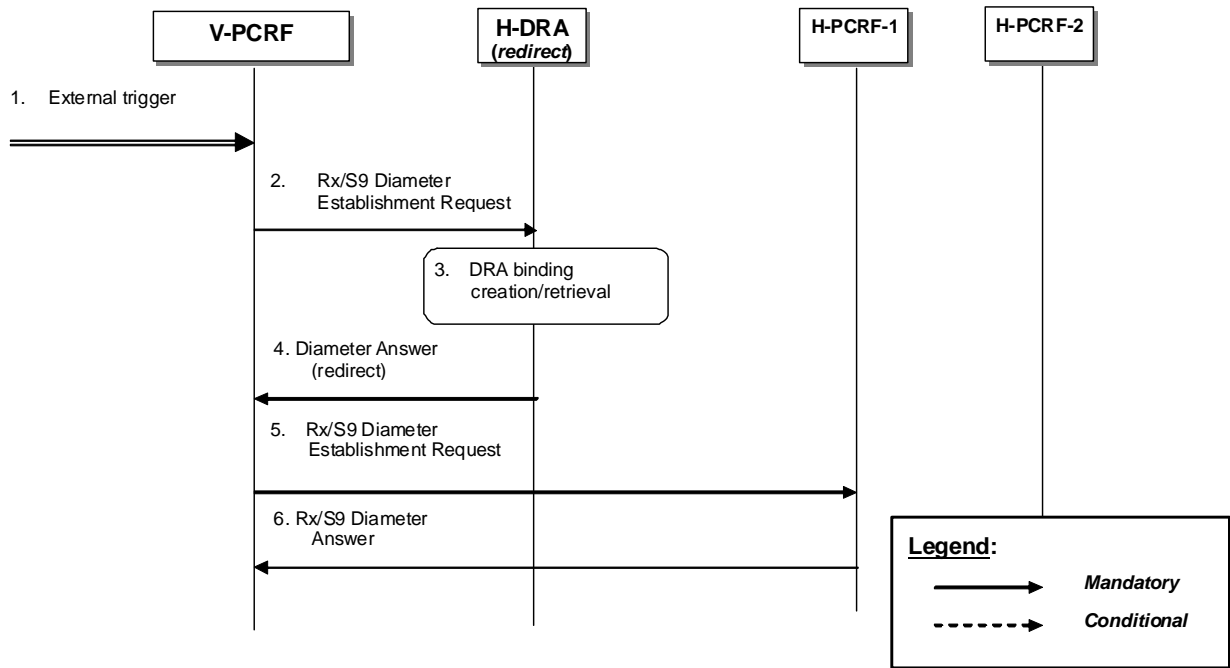 V-PCRF
H-DRA
(redirect)
H-PCRF-1
H-PCRF-2
1. External trigger
2. Rx/S9 Diameter
Establishment Request
3. DRA binding
creation/retrieval
4. Diameter Answer
(redirect)
5. Rx/S9 Diameter
Establishment Request
6. Rx/S9 Diameter
Answer
Legend:
Mandatory
Conditional